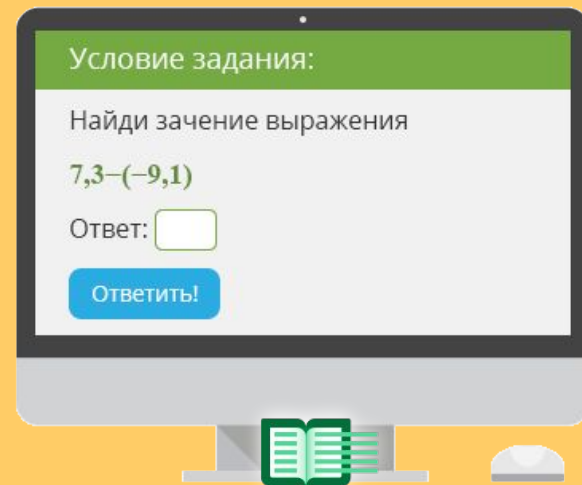 Условие задания:
Найди зачение выражения
7,3−(−9,1)
Ответ:
Ответить!